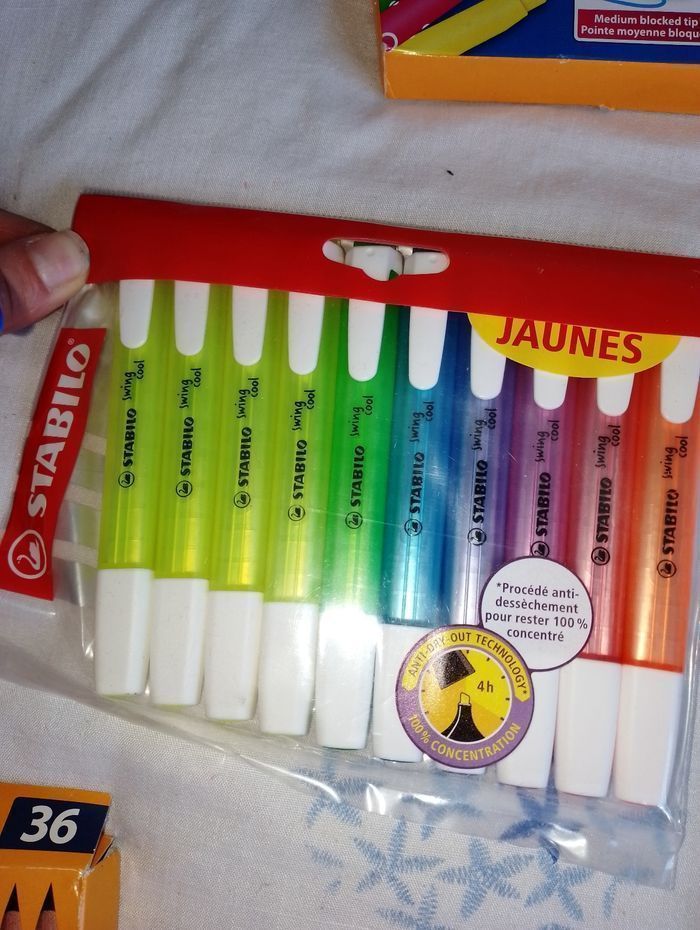 Medium blocked tip
Pointe moyenne bloqu
JAUNES
STABILO®
STABILO swing cool
STABILO swing cool
STABILO swing cool
STABILO swing cool
STABILO swing cool
STABILO swing cool
STABILO swing cool
STABILO swing cool
STABILO swing cool
STABILO swing cool
*Procédé anti-
dessèchement
pour rester 100 %
concentré
ANTI-DRY-OUT TECHNOLOGY*
4h
100% CONCENTRATION
36